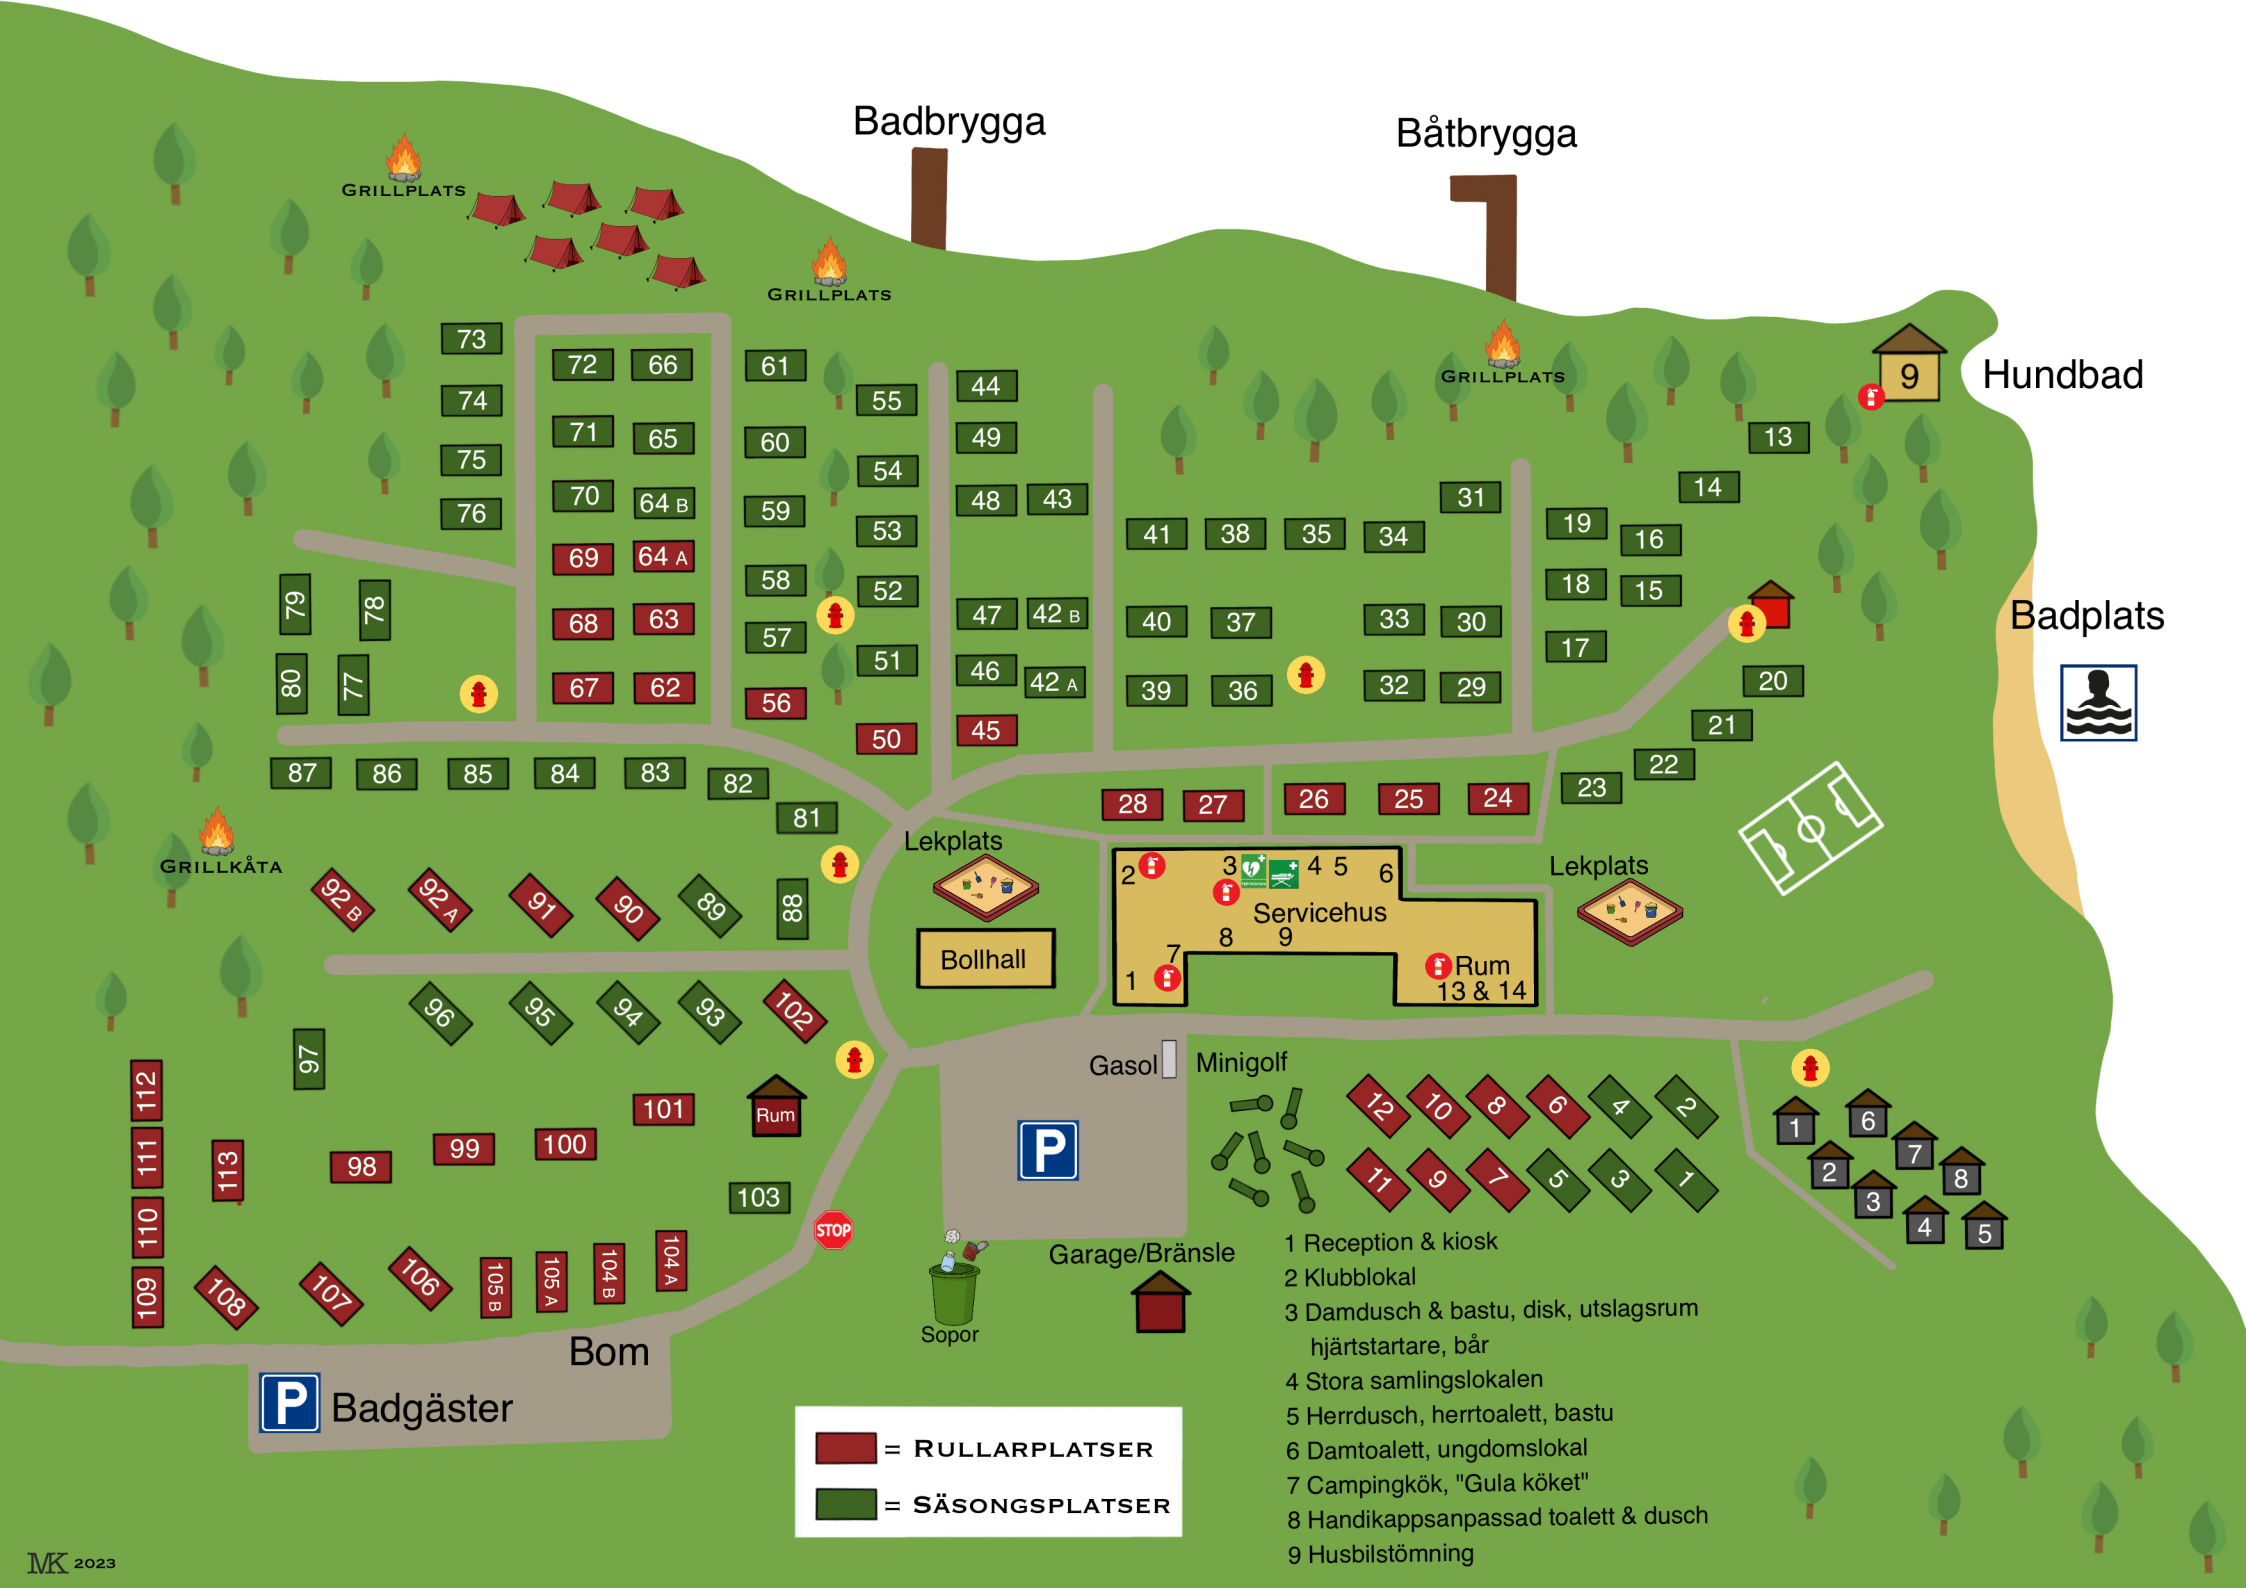 Badbrygga
Båtbrygga
Grillplats
Grillplats
Grillplats
Hundbad
9
Badplats
73
72
66
61
74
71
65
60
55
44
75
70
64 B
59
54
49
76
69
64 A
58
53
48
43
79
78
68
63
57
52
47
42 B
80
77
67
62
56
51
46
42 A
50
45
41
38
35
34
31
40
37
33
30
39
36
32
29
19
16
14
13
18
15
17
20
21
22
23
87
86
85
84
83
82
81
28
27
26
25
24
Grillkåta
92 B
92 A
91
90
89
88
Lekplats
Bollhall
2
3
4
5
6
Servicehus
8
9
7
1
Rum
13 & 14
Lekplats
96
95
94
93
102
97
112
111
110
109
113
98
99
100
101
Rum
103
108
107
106
105 B
105 A
104 B
104 A
STOP
Gasol
Minigolf
P
12
10
8
6
4
2
11
9
7
5
3
1
1
6
2
7
3
8
4
5
Garage/Bränsle
Sopor
Bom
P
Badgäster
1 Reception & kiosk
2 Klubblokal
3 Damdusch & bastu, disk, utslagsrum
hjärtstartare, bår
4 Stora samlingslokalen
5 Herrdusch, herrtoalett, bastu
6 Damtoalett, ungdomslokal
7 Campingkök, "Gula köket"
8 Handikappsanpassad toalett & dusch
9 Husbilstömning
= Rullarplatser
= Säsongsplatser
MK 2023